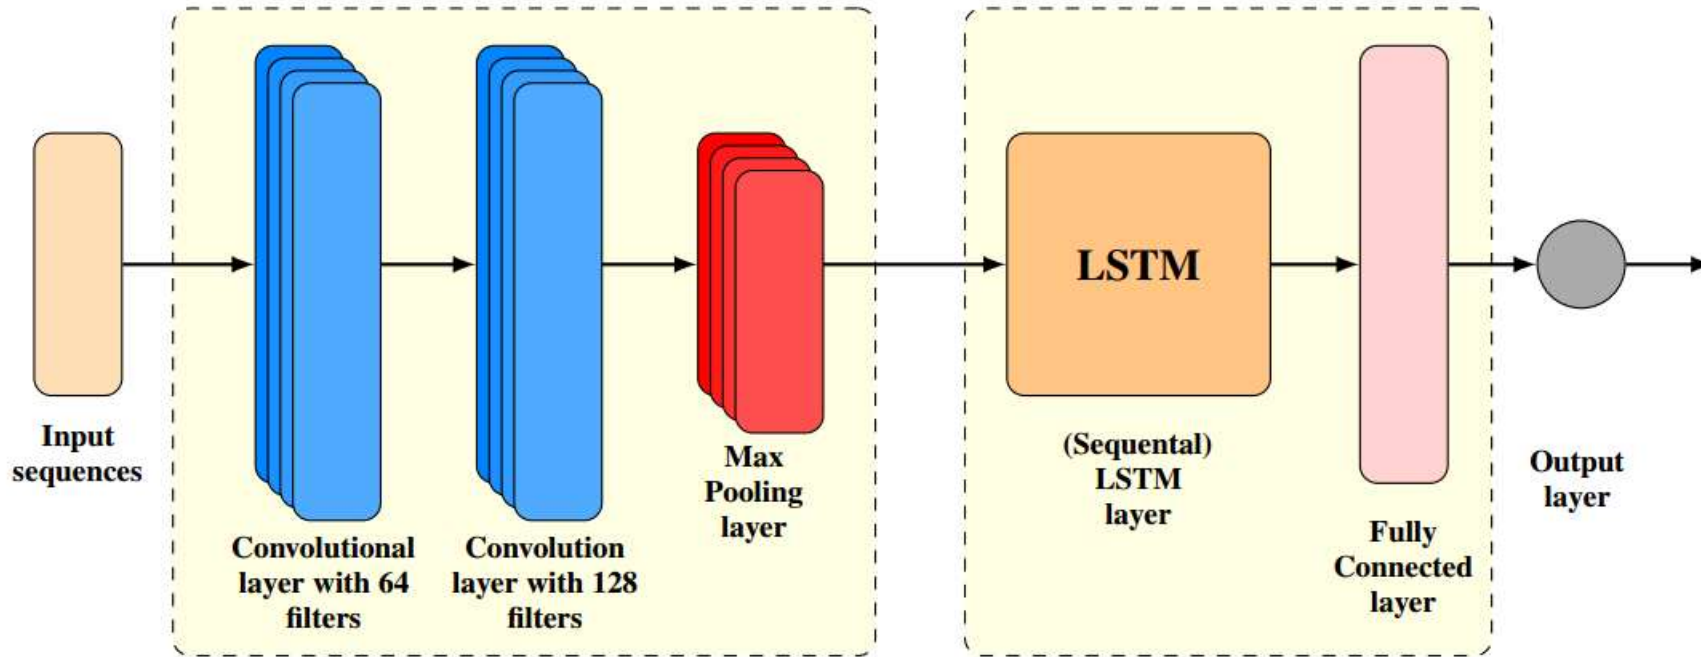 Input
sequences
Convolutional
layer with 64
filters
Convolution
layer with 128
filters
Max
Pooling
layer
LSTM
(Sequental)
LSTM
layer
Fully
Connected
layer
Output
layer